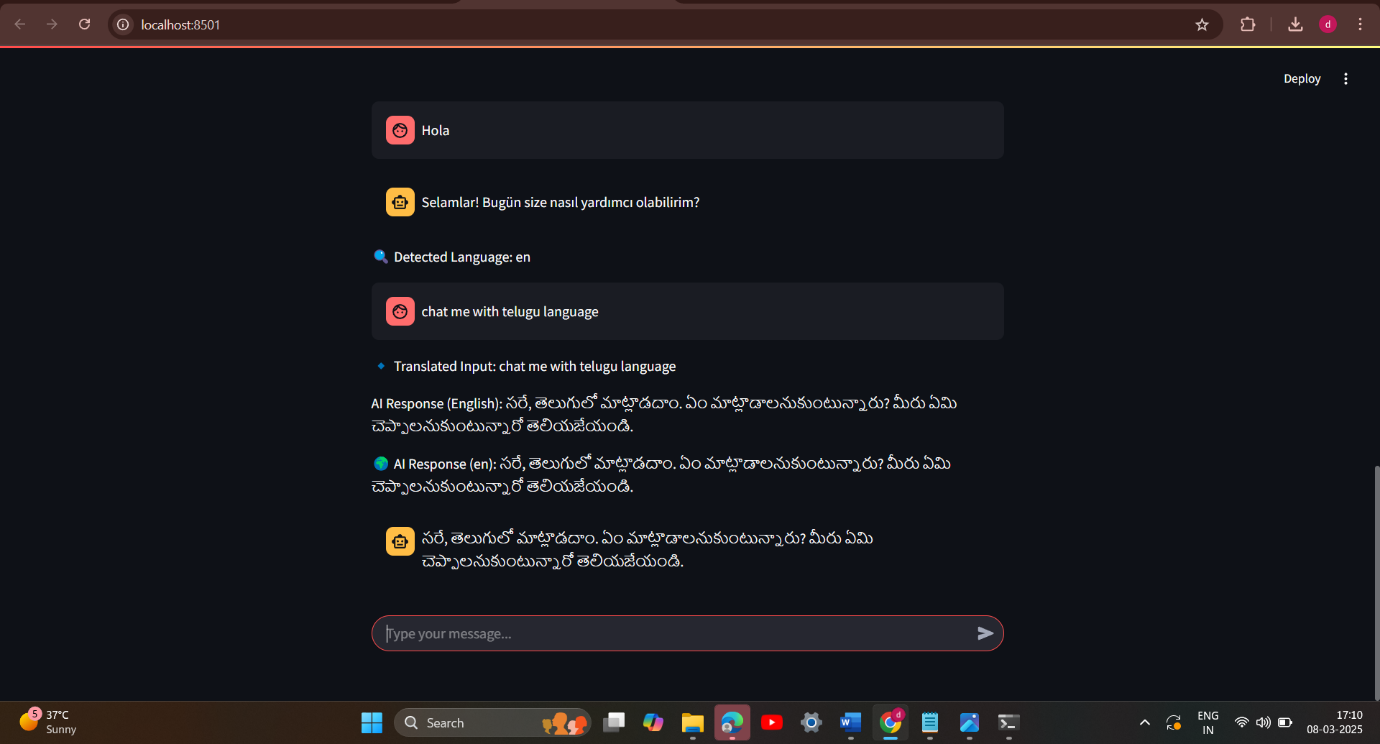 localhost:8501
d
Deploy
Hola
Selamlar! Bugün size nasıl yardımcı olabilirim?
Detected Language: en
chat me with telugu language
Translated Input: chat me with telugu language
AI Response (English): సరే, తెలుగులో మాట్లాడదాం. ఏం మాట్లాడాలనుకుంటున్నారు? మీరు ఏమి
చెప్పాలనుకుంటున్నారో తెలియజేయండి.
AI Response (en): సరే, తెలుగులో మాట్లాడదాం. ఏం మాట్లాడాలనుకుంటున్నారు? మీరు ఏమి
చెప్పాలనుకుంటున్నారో తెలియజేయండి.
సరే, తెలుగులో మాట్లాడదాం. ఏం మాట్లాడాలనుకుంటున్నారు? మీరు ఏమి
చెప్పాలనుకుంటున్నారో తెలియజేయండి.
Type your message...
5
37°C
Sunny
Search
W
d
ENG
IN
17:10
08-03-2025